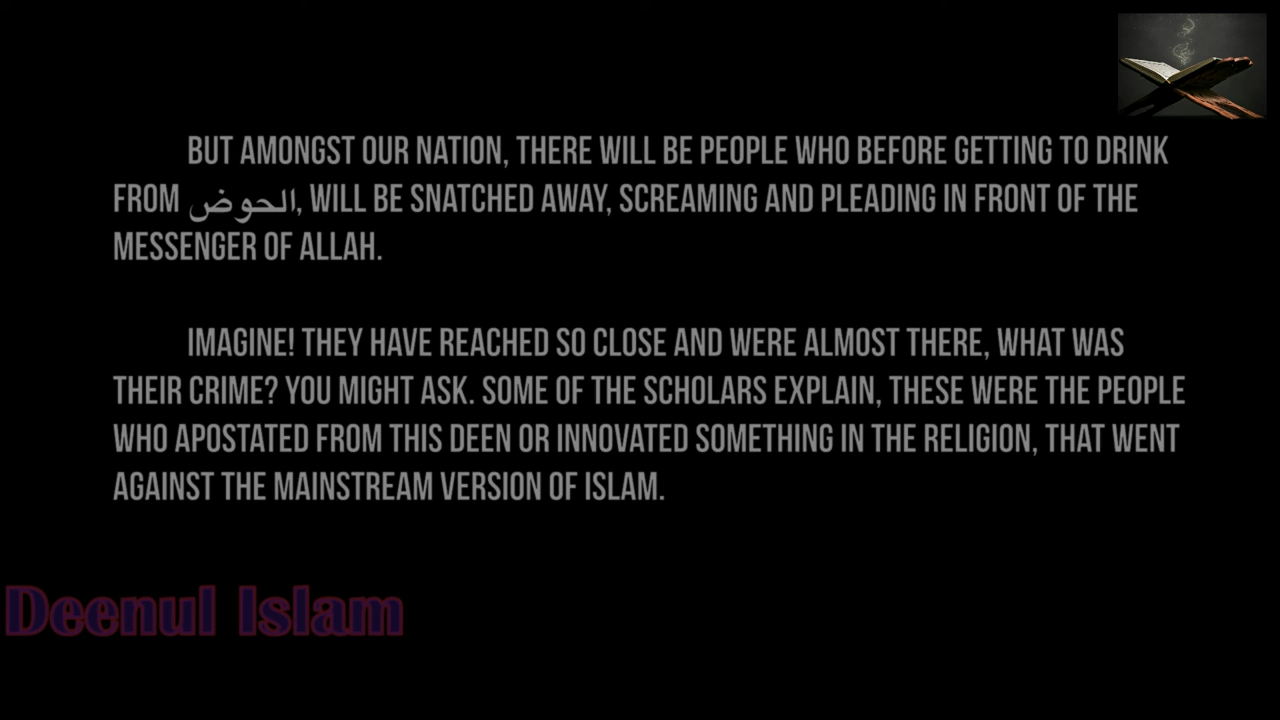 BUT AMONGST OUR NATION, THERE WILL BE PEOPLE WHO BEFORE GETTING TO DRINK
FROM الحوض, WILL BE SNATCHED AWAY, SCREAMING AND PLEADING IN FRONT OF THE
MESSENGER OF ALLAH.
IMAGINE! THEY HAVE REACHED SO CLOSE AND WERE ALMOST THERE, WHAT WAS
THEIR CRIME? YOU MIGHT ASK. SOME OF THE SCHOLARS EXPLAIN, THESE WERE THE PEOPLE
WHO APOSTATED FROM THIS DEEN OR INNOVATED SOMETHING IN THE RELIGION, THAT WENT
AGAINST THE MAINSTREAM VERSION OF ISLAM.
Deenul Islam